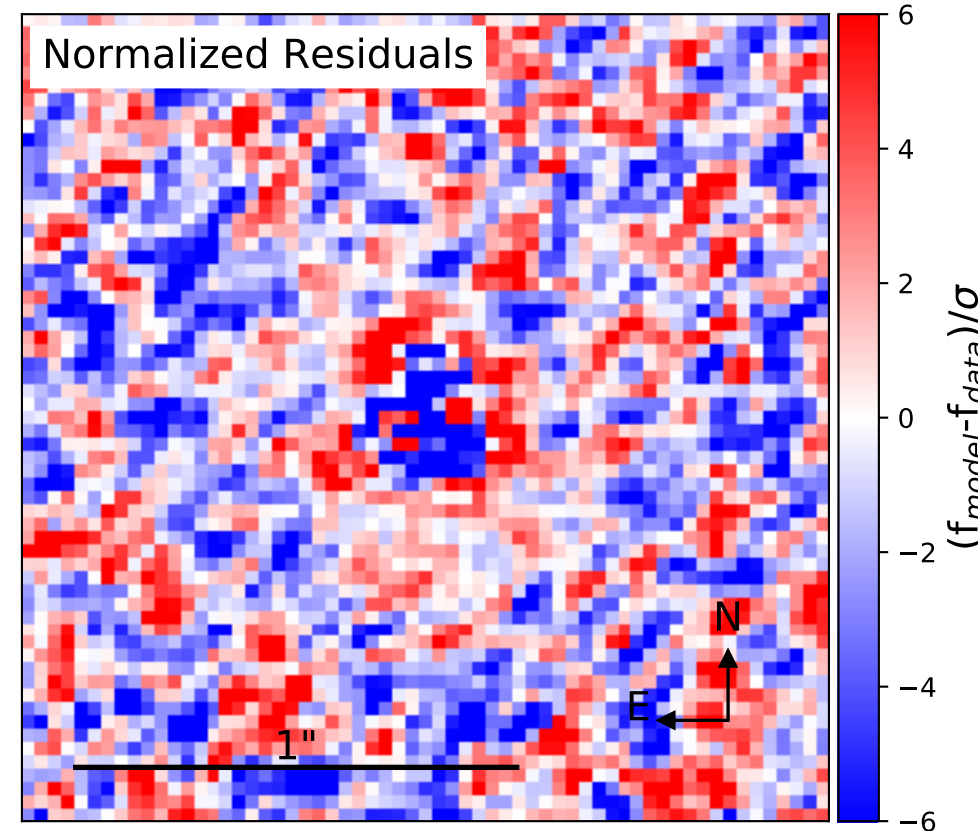 Normalized Residuals
6
4
2
0
−2
−4
−6
(f_model-f_data)/σ
N
E
1"